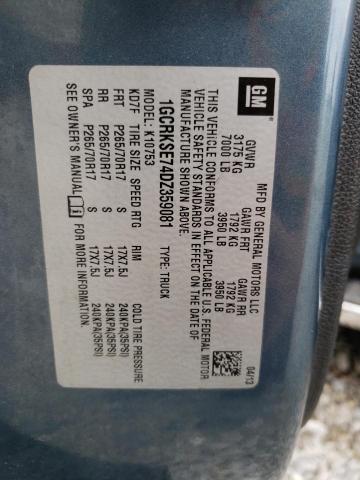 GM
MFD BY GENERAL MOTORS LLC
GVWR GAWR FRT GAWR RR
3175 KG 1792 KG 1792 KG
7000 LB 3950 LB 3950 LB
THIS VEHICLE CONFORMS TO ALL APPLICABLE U.S. FEDERAL MOTOR
VEHICLE SAFETY STANDARDS IN EFFECT ON THE DATE OF
MANUFACTURE SHOWN ABOVE.
04/13
1GCRKSE74DZ355081 TYPE: TRUCK
MODEL: K10753
KD7F TIRE SIZE SPEED RTG RIM COLD TIRE PRESSURE
FRT P265/70R17 S 17X7.5J 240KPA(35PSI)
RR P265/70R17 S 17X7.5J 240KPA(35PSI)
SPA P265/70R17 S 17X7.5J 240KPA(35PSI)
SEE OWNER'S MANUAL FOR MORE INFORMATION.